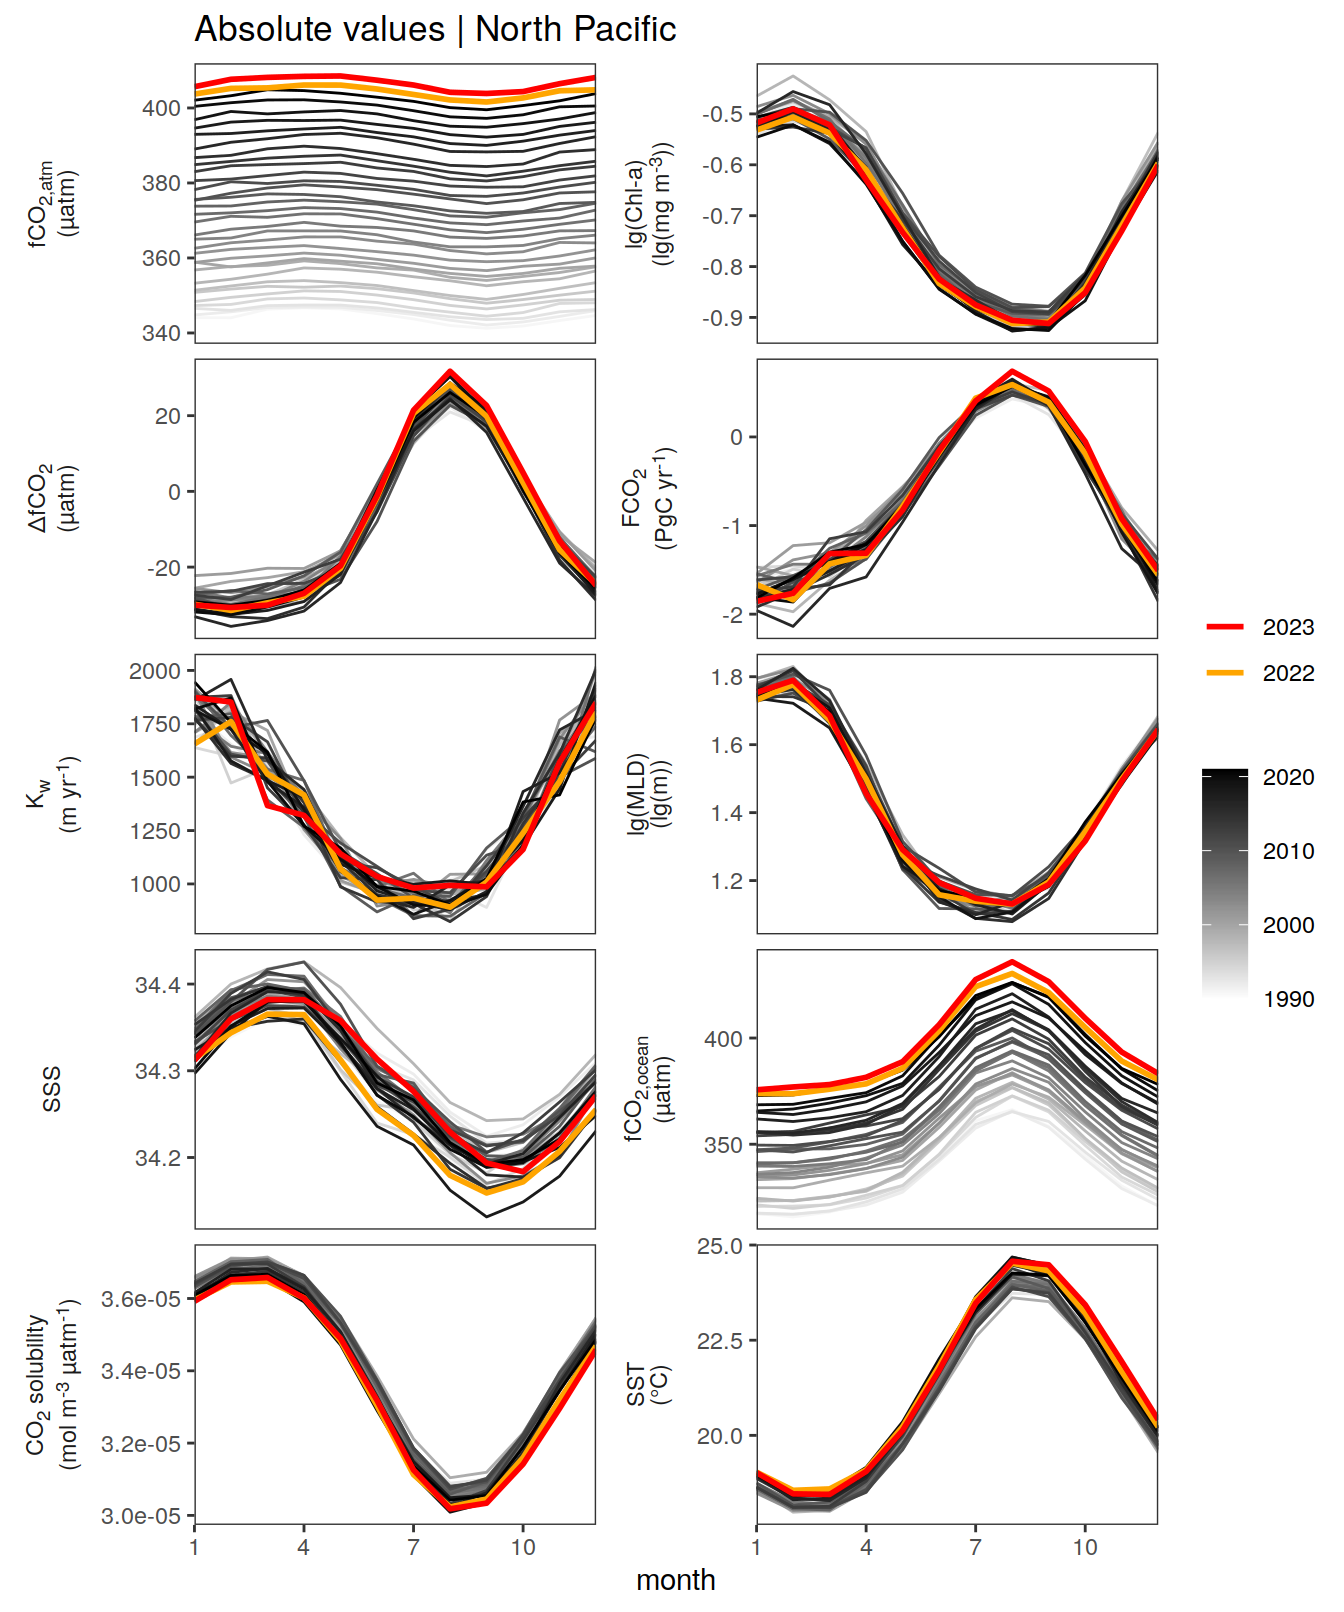 Absolute values | North Pacific
fCO2,atm
(µatm)
400
380
360
340
lg(Chl-a)
(lg(mg m-3))
-0.5
-0.6
-0.7
-0.8
-0.9
ΔfCO2
(µatm)
20
0
-20
FCO2
(PgC yr-1)
0
-1
-2
Kw
(m yr-1)
2000
1750
1500
1250
1000
lg(MLD)
(lg(m))
1.8
1.6
1.4
1.2
SSS
34.4
34.3
34.2
fCO2,ocean
(µatm)
400
350
CO2 solubility
(mol m-3 µatm-1)
3.6e-05
3.4e-05
3.2e-05
3.0e-05
SST
(°C)
25.0
22.5
20.0
1 4 7 10
1 4 7 10
month
2023
2022
2020
2010
2000
1990